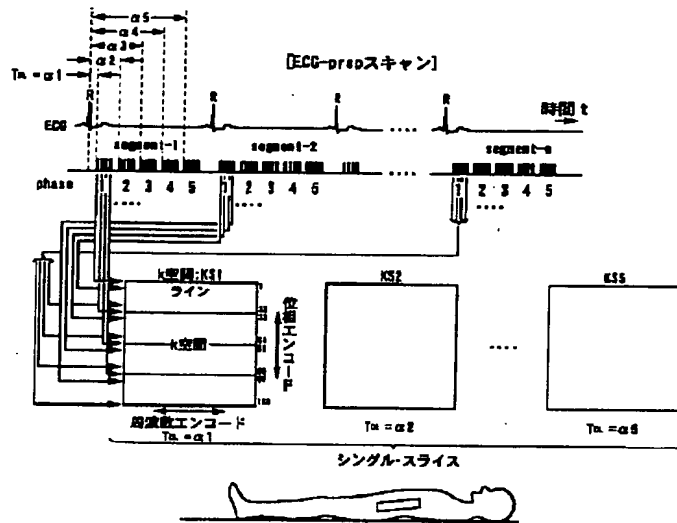 α5
α4
α3
α2
TDL = α1
[ECG-prepスキャン]
R
R
R
R
ECG
時間 t
segment-1
segment-2
segment-n
phase
1 2 3 4 5
1 2 3 4 5
1 2 3 4 5
k空間:KS1
ライン
k空間
位相エンコード
周波数エンコード
TDL = α1
KS2
TDL = α2
KS5
TDL = α5
シングル・スライス